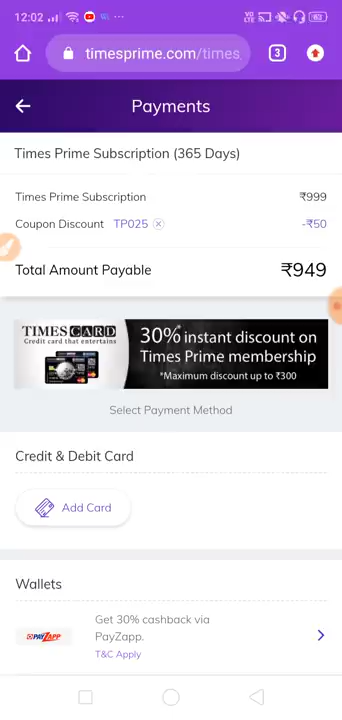 12:02
VO LTE
timesprime.com/times
3
Payments
Times Prime Subscription (365 Days)
Times Prime Subscription ₹999
Coupon Discount TP025 -₹50
Total Amount Payable ₹949
TIMES CARD
Credit card that entertains
30%* instant discount on
Times Prime membership
*Maximum discount up to ₹300
Select Payment Method
Credit & Debit Card
Add Card
Wallets
Get 30% cashback via
PayZapp.
PAYZAPP
T&C Apply